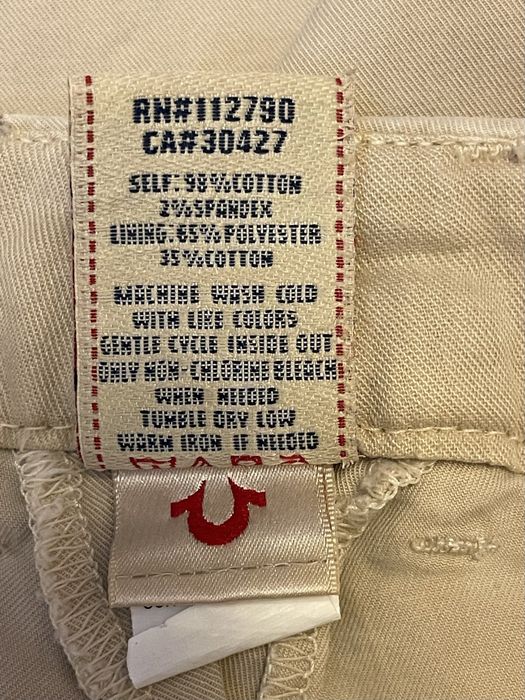 RN#112790
CA#30427
SELF: 98%COTTON
2%SPANDEX
LINING: 65%POLYESTER
35%COTTON
MACHINE WASH COLD
WITH LIKE COLORS
GENTLE CYCLE INSIDE OUT
ONLY NON-CHLORINE BLEACH
WHEN NEEDED
TUMBLE DRY LOW
WARM IRON IF NEEDED